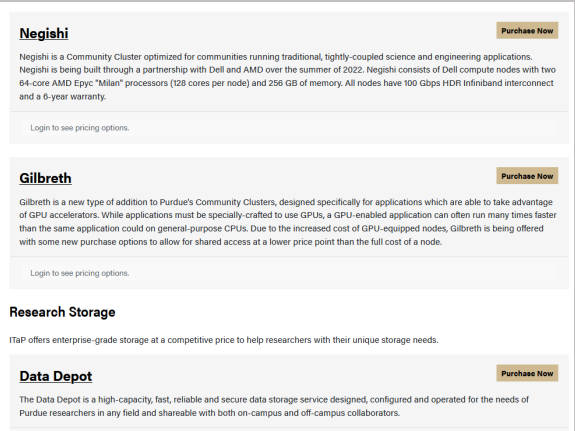 Negishi
Purchase Now
Negishi is a Community Cluster optimized for communities running traditional, tightly-coupled science and engineering applications.
Negishi is being built through a partnership with Dell and AMD over the summer of 2022. Negishi consists of Dell compute nodes with two
64-core AMD Epyc "Milan" processors (128 cores per node) and 256 GB of memory. All nodes have 100 Gbps HDR Infiniband interconnect
and a 6-year warranty.
Login to see pricing options.
Gilbreth
Purchase Now
Gilbreth is a new type of addition to Purdue's Community Clusters, designed specifically for applications which are able to take advantage
of GPU accelerators. While applications must be specially-crafted to use GPUs, a GPU-enabled application can often run many times faster
than the same application could on general-purpose CPUs. Due to the increased cost of GPU-equipped nodes, Gilbreth is being offered
with some new purchase options to allow for shared access at a lower price point than the full cost of a node.
Login to see pricing options.
Research Storage
ITaP offers enterprise-grade storage at a competitive price to help researchers with their unique storage needs.
Data Depot
Purchase Now
The Data Depot is a high-capacity, fast, reliable and secure data storage service designed, configured and operated for the needs of
Purdue researchers in any field and shareable with both on-campus and off-campus collaborators.